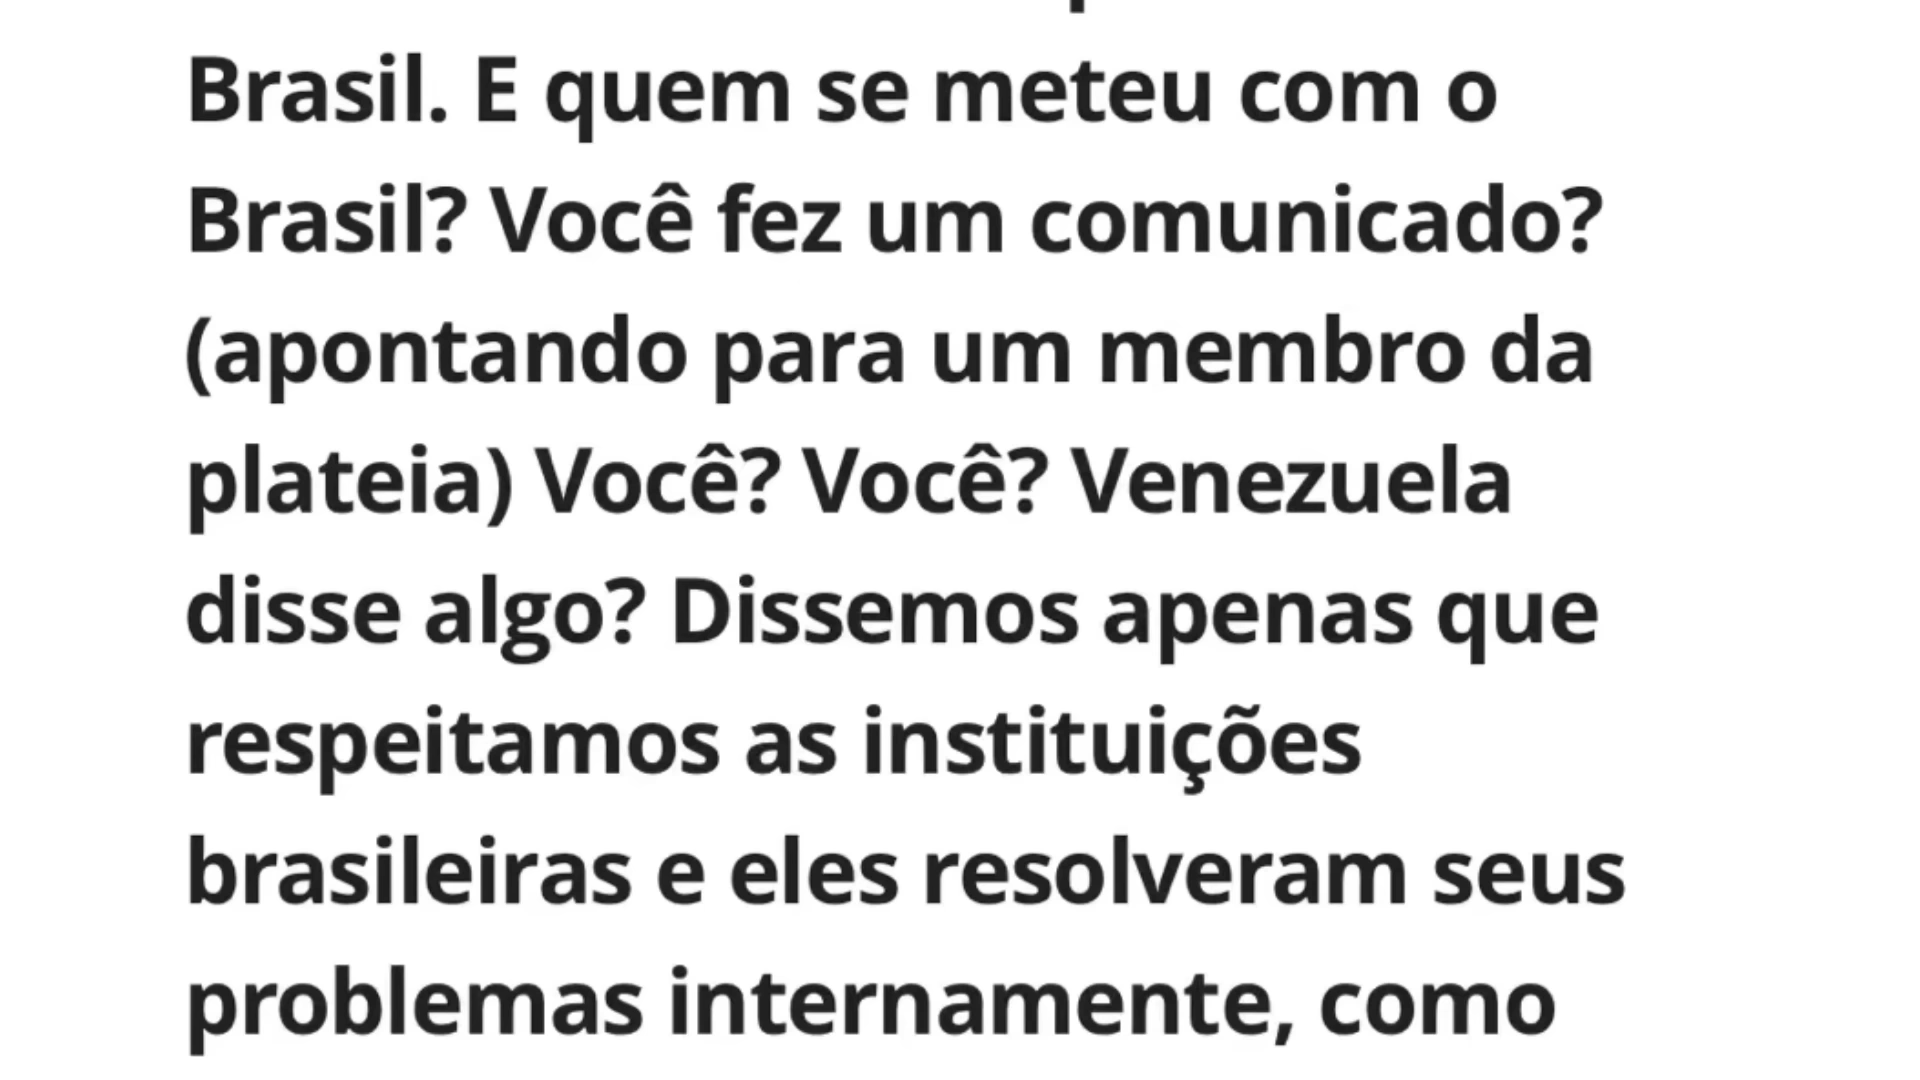 Brasil. E quem se meteu com o
Brasil? Você fez um comunicado?
(apontando para um membro da
plateia) Você? Você? Venezuela
disse algo? Dissemos apenas que
respeitamos as instituições
brasileiras e eles resolveram seus
problemas internamente, como